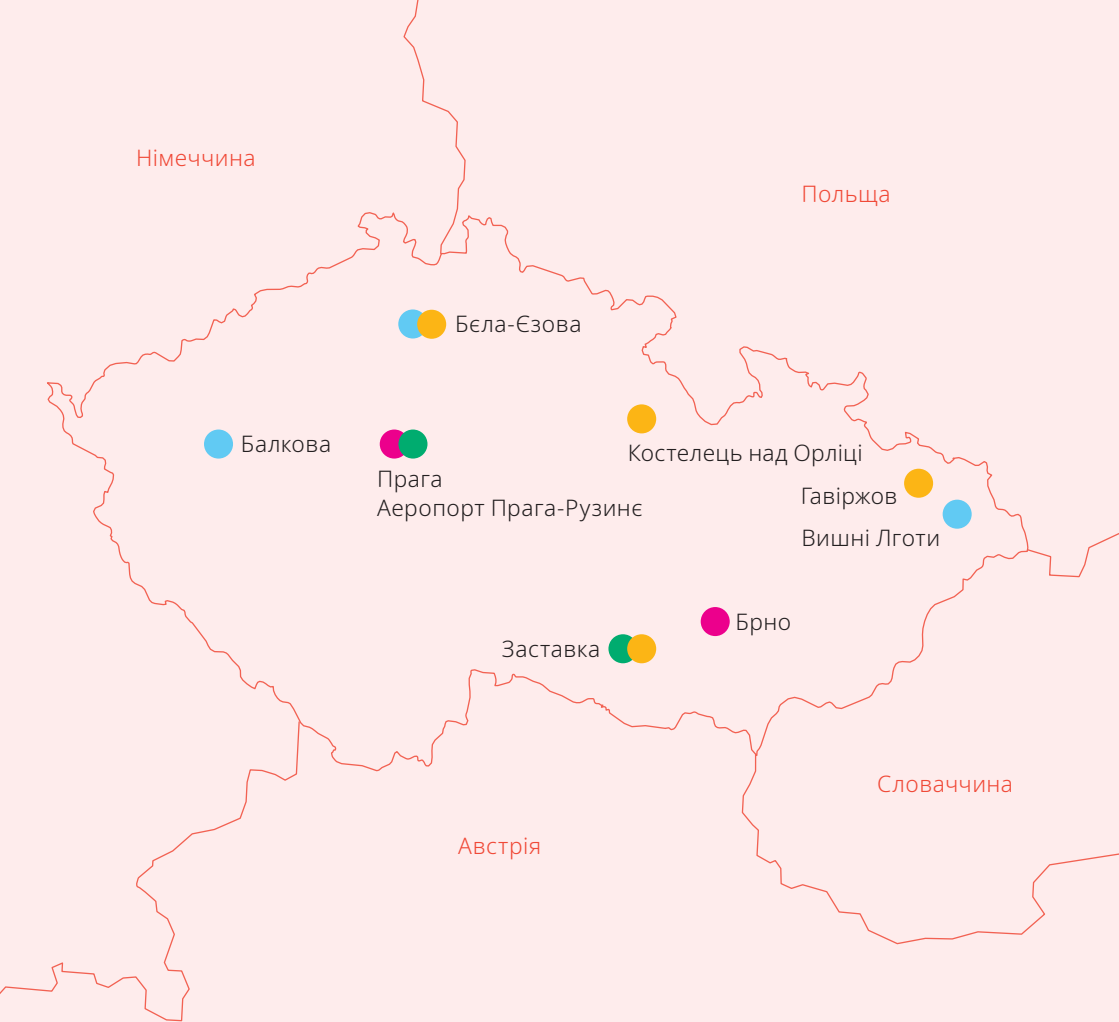 Німеччина
Польща
Бєла-Єзова
Балкова
Костелець над Орліці
Прага
Аеропорт Прага-Рузинє
Гавіржов
Вишні Лготи
Брно
Заставка
Словаччина
Австрія